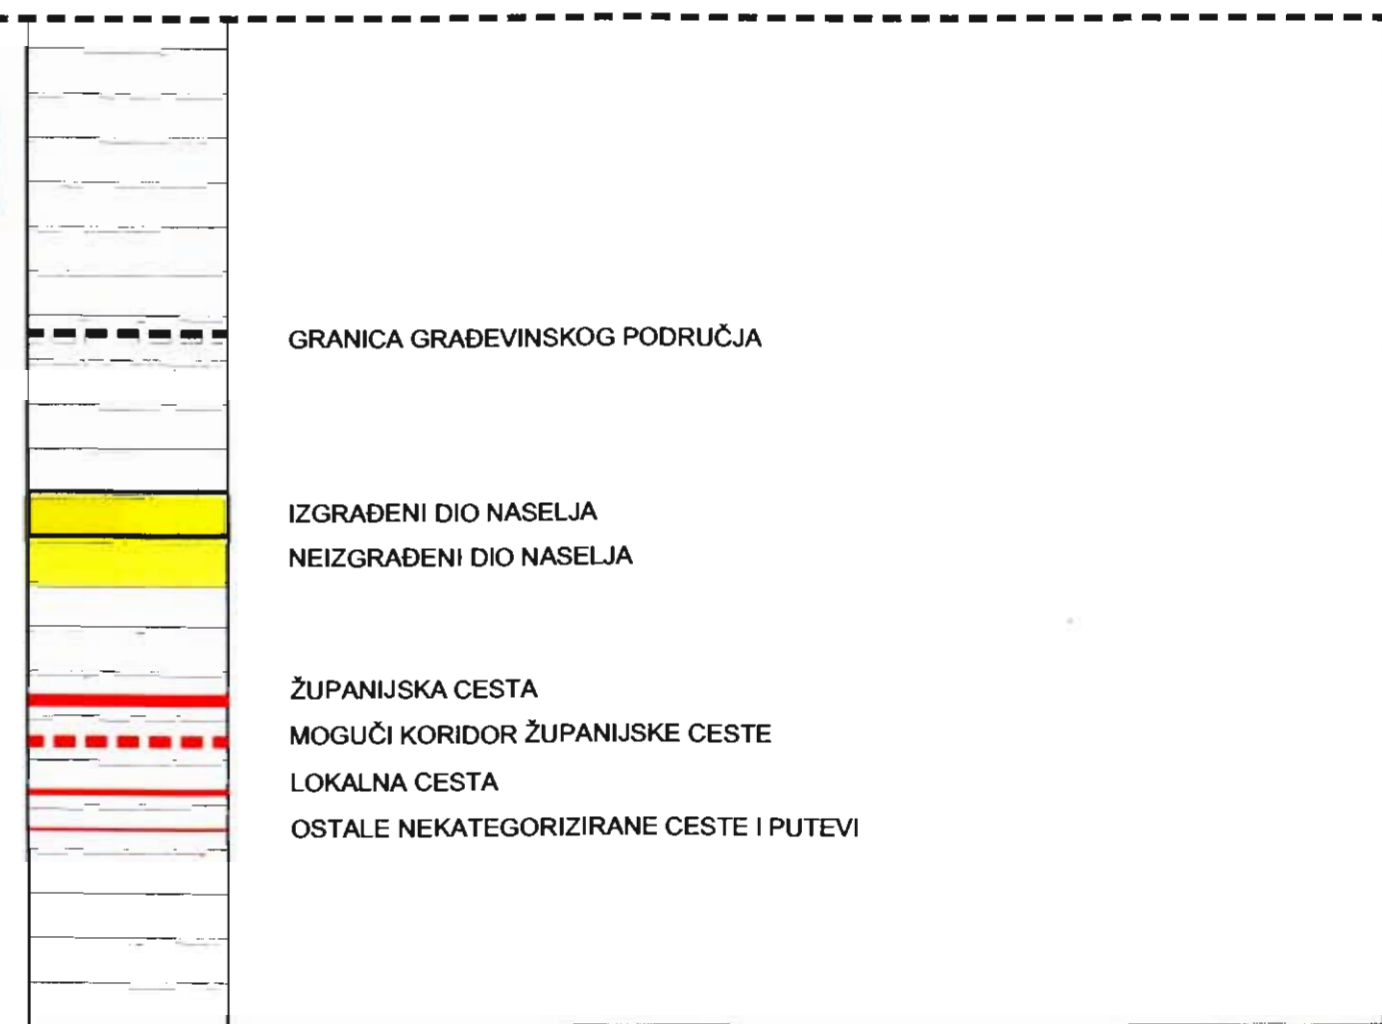 GRANICA GRAĐEVINSKOG PODRUČJA
IZGRAĐENI DIO NASELJA
NEIZGRAĐENI DIO NASELJA
ŽUPANIJSKA CESTA
MOGUČI KORIDOR ŽUPANIJSKE CESTE
LOKALNA CESTA
OSTALE NEKATEGORIZIRANE CESTE I PUTEVI